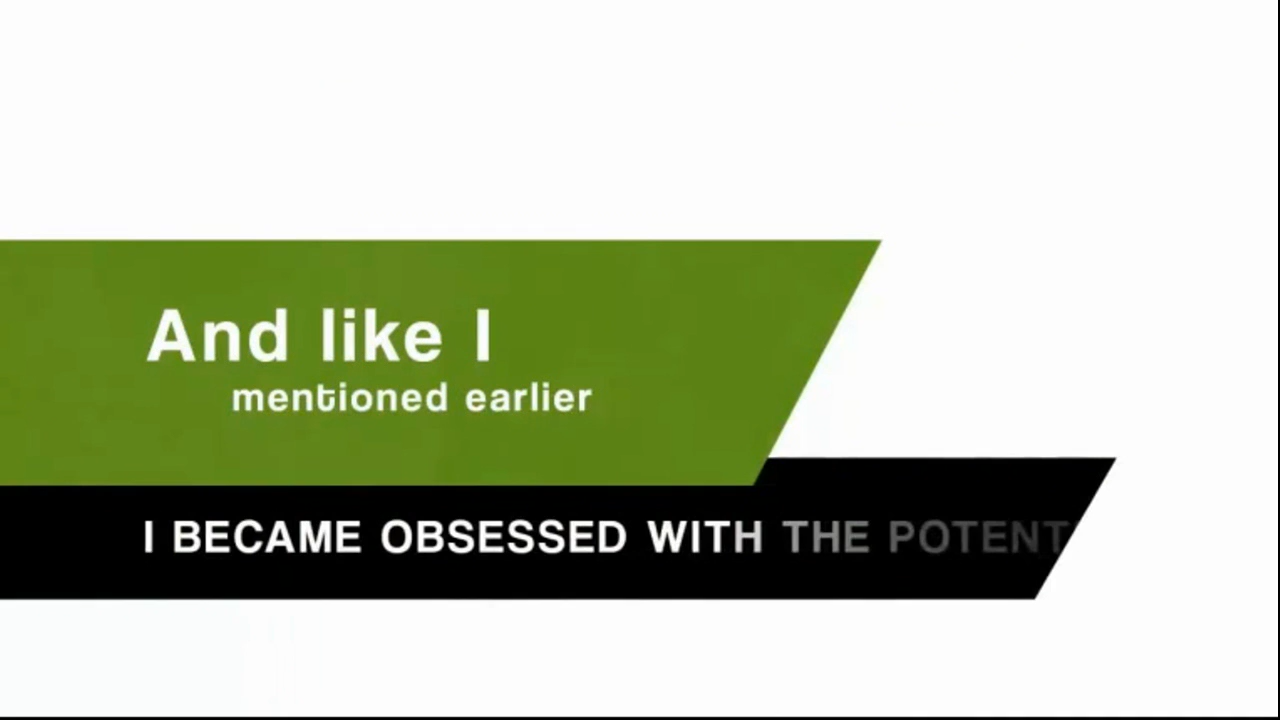 And like I
mentioned earlier
I BECAME OBSESSED WITH THE POTENT